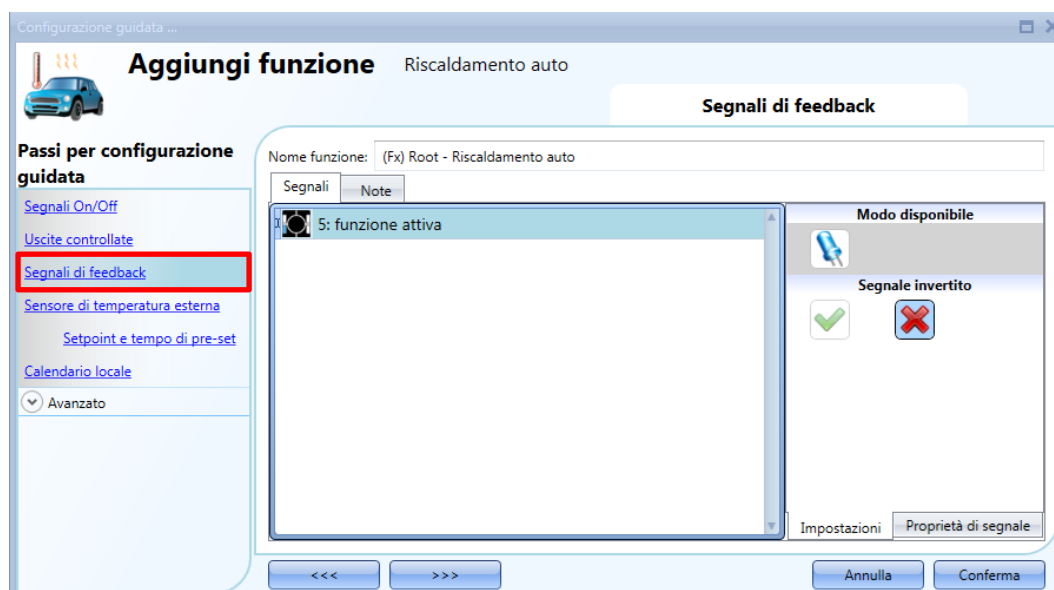 Configurazione guidata ...
Aggiungi funzione Riscaldamento auto
Segnali di feedback
Passi per configurazione
guidata
Segnali On/Off
Uscite controllate
Segnali di feedback
Sensore di temperatura esterna
Setpoint e tempo di pre-set
Calendario locale
Avanzato
Nome funzione: (Fx) Root - Riscaldamento auto
Segnali Note
5: funzione attiva
Modo disponibile
Segnale invertito
Impostazioni Proprietà di segnale
<<< >>> Annulla Conferma